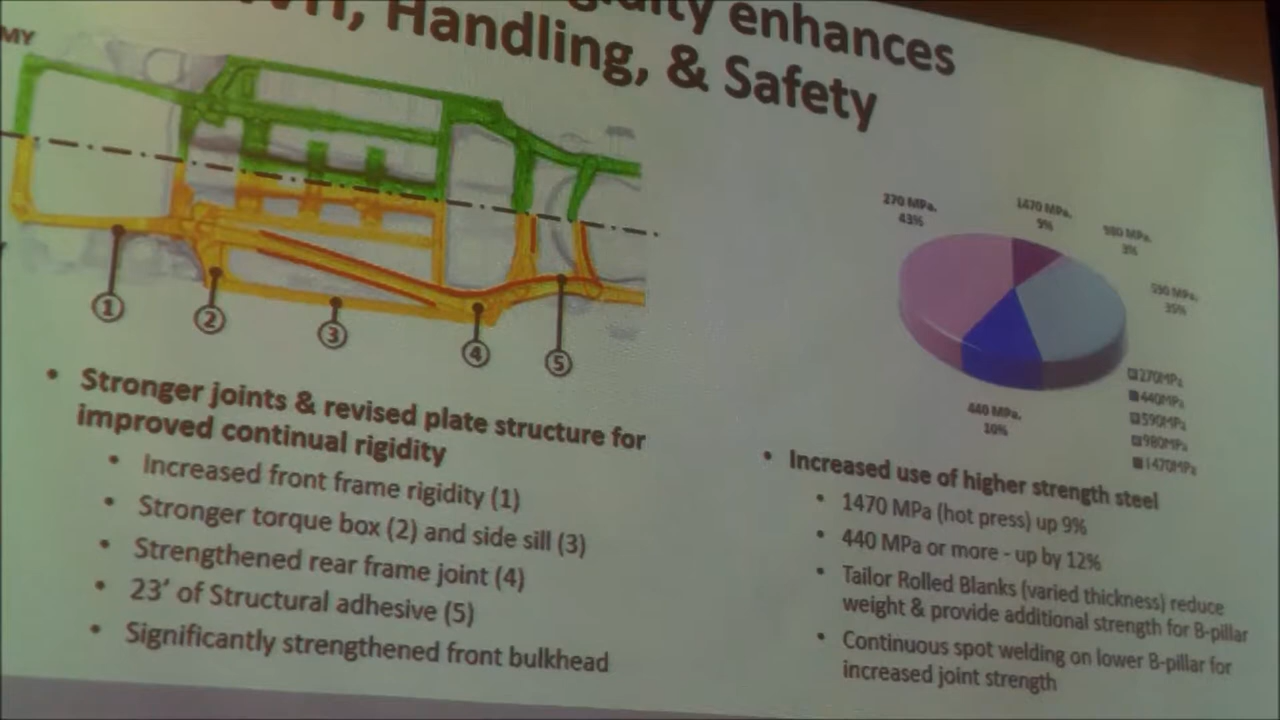 enhances
Handling, & Safety
MY
1
2
3
4
5
• Stronger joints & revised plate structure for
improved continual rigidity
• Increased front frame rigidity (1)
• Stronger torque box (2) and side sill (3)
• Strengthened rear frame joint (4)
• 23’ of Structural adhesive (5)
• Significantly strengthened front bulkhead
270 MPa.
43%
1470 MPa.
9%
980 MPa.
3%
590 MPa.
35%
440 MPa.
10%
270MPa
440MPa
590MPa
980MPa
1470MPa
• Increased use of higher strength steel
• 1470 MPa (hot press) up 9%
• 440 MPa or more - up by 12%
• Tailor Rolled Blanks (varied thickness) reduce
weight & provide additional strength for B-pillar
• Continuous spot welding on lower B-pillar for
increased joint strength